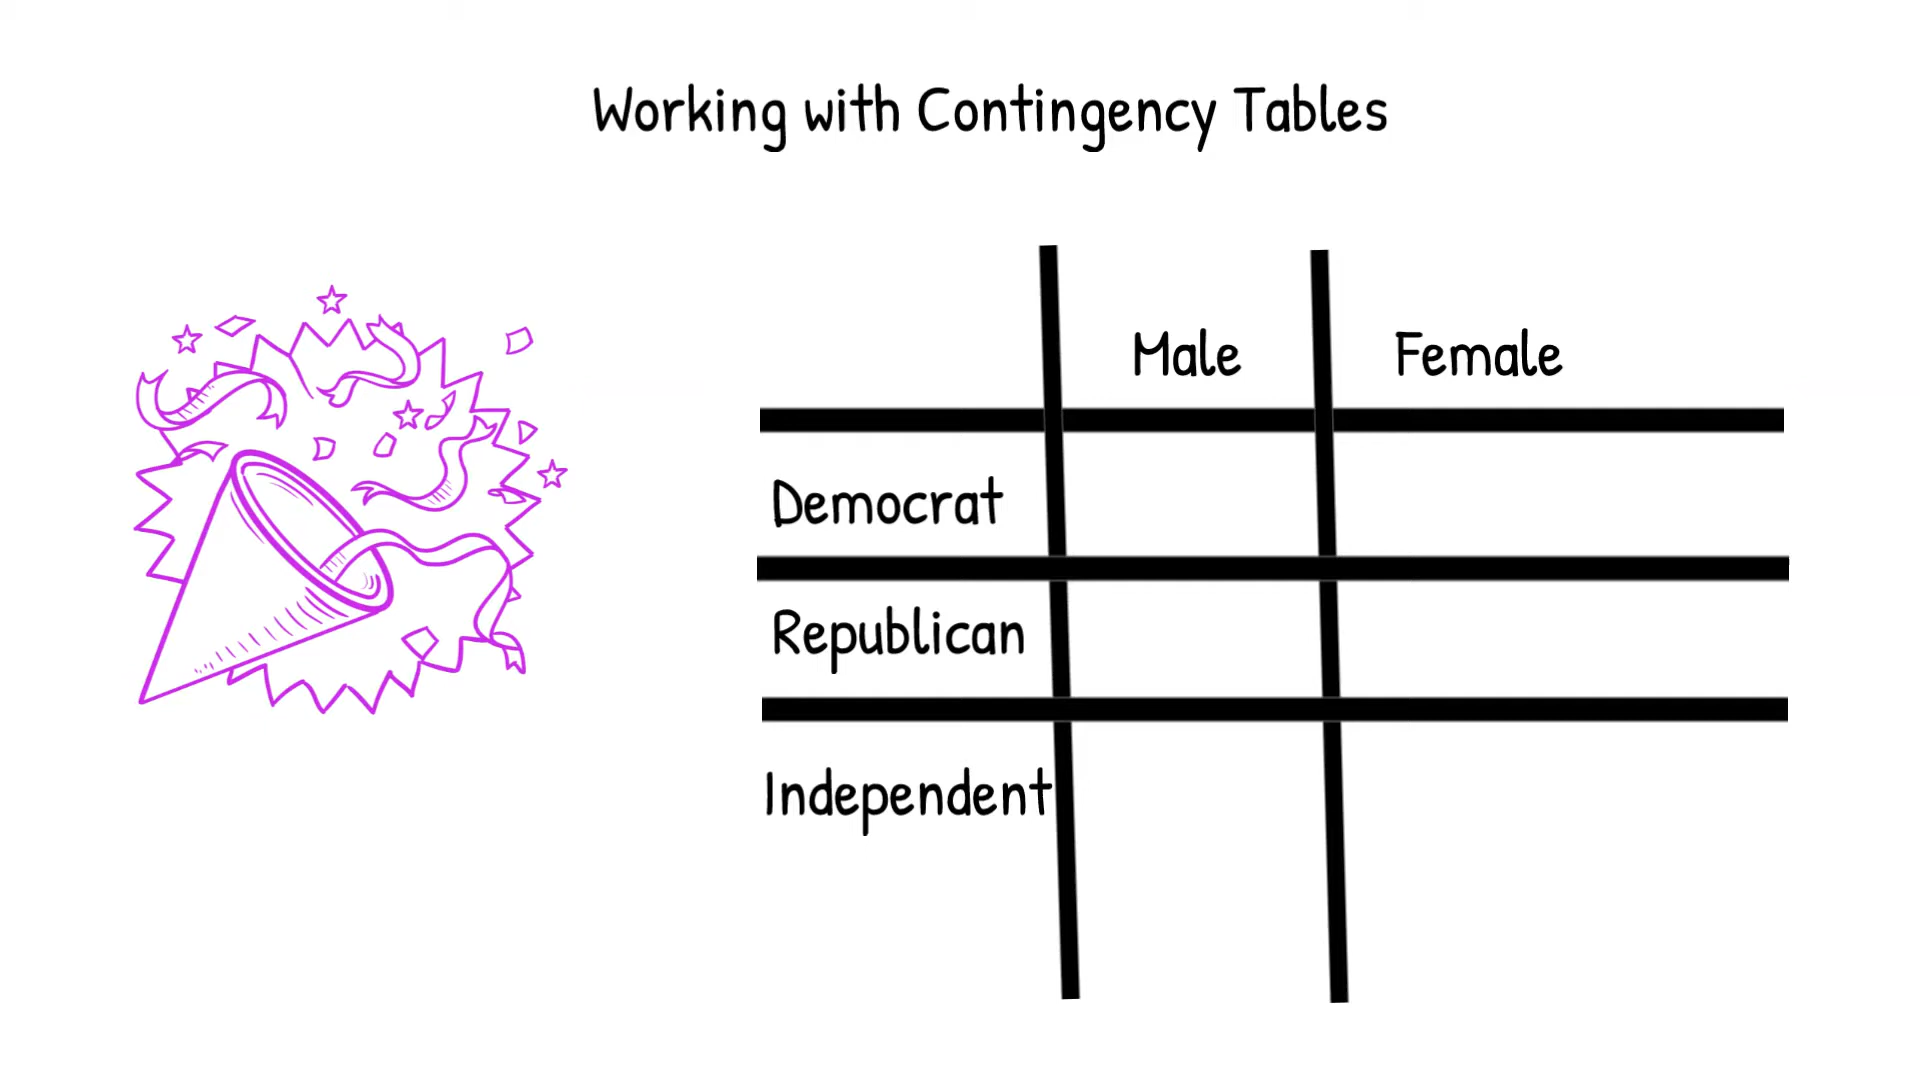 Working with Contingency Tables
Male Female
Democrat
Republican
Independent